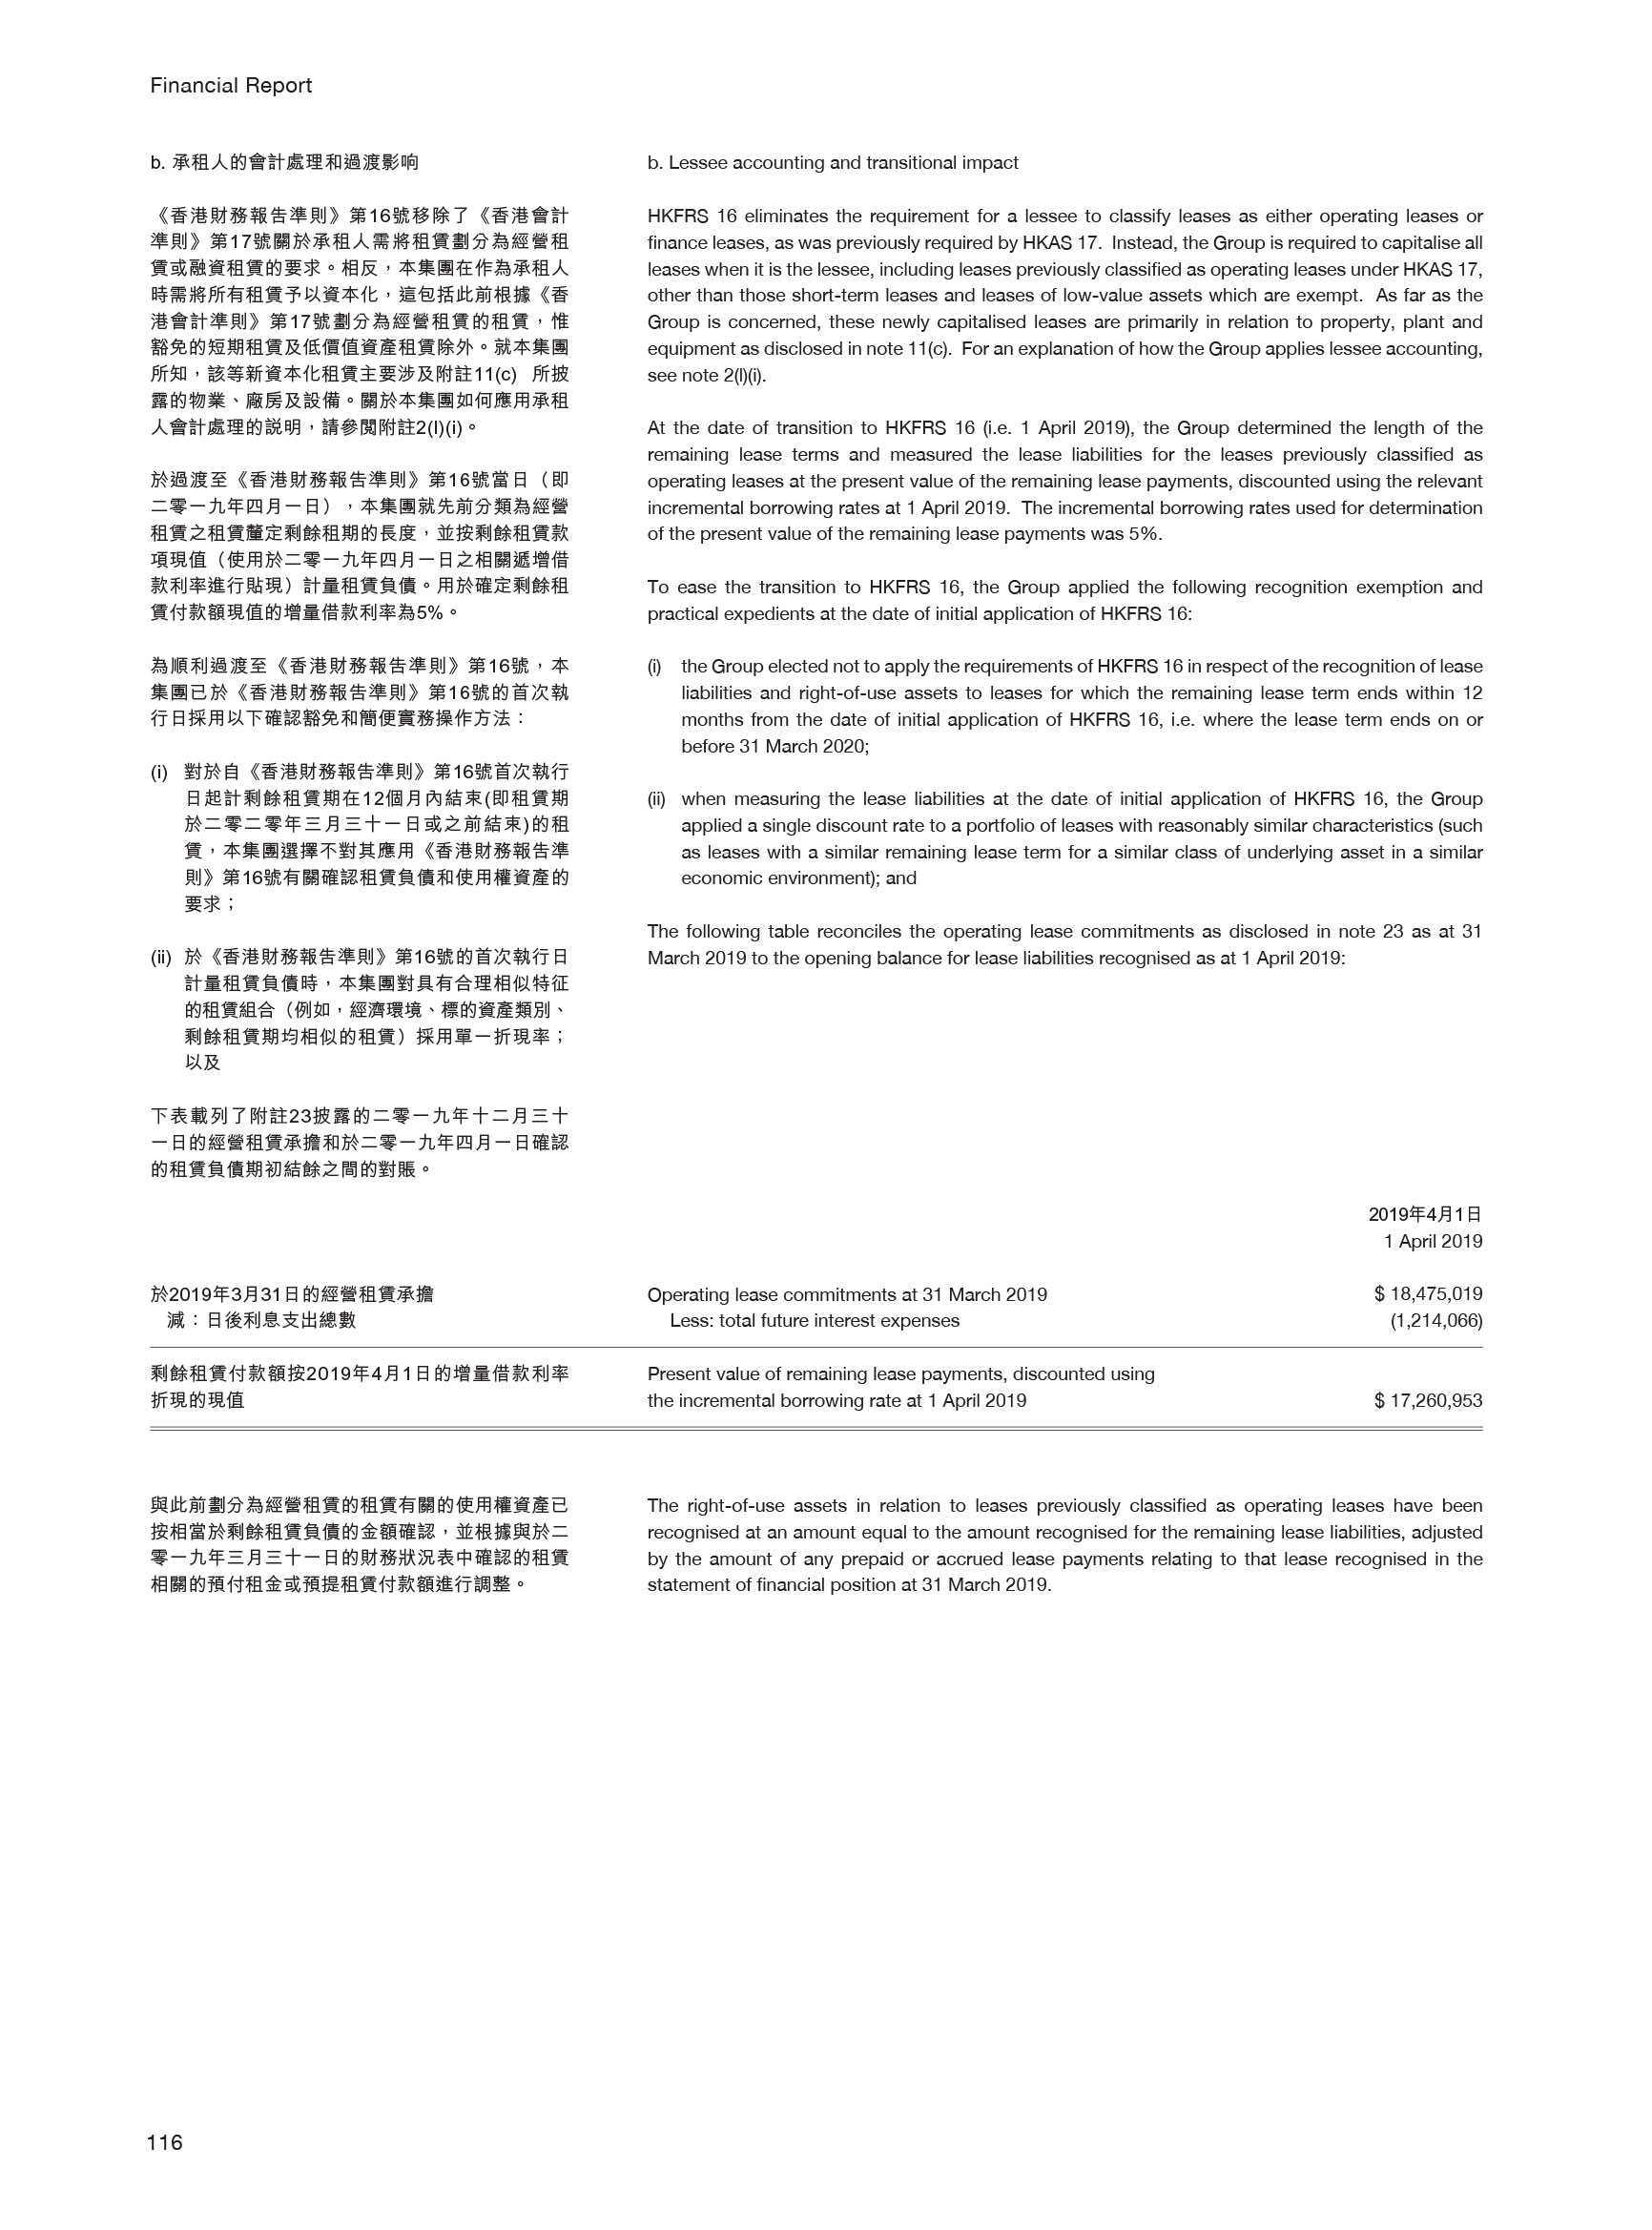 Financial Report
b. 承租人的會計處理和過渡影响
《香港財務報告準則》第16號移除了《香港會計
準則》第17號關於承租人需將租賃劃分為經營租
賃或融資租賃的要求。相反，本集團在作為承租人
時需將所有租賃予以資本化，這包括此前根據《香
港會計準則》第17號劃分為經營租賃的租賃，惟
豁免的短期租賃及低價值資產租賃除外。就本集團
所知，該等新資本化租賃主要涉及附註11(c) 所披
露的物業、廠房及設備。關於本集團如何應用承租
人會計處理的説明，請參閲附註2(l)(i)。
於過渡至《香港財務報告準則》第16號當日（即
二零一九年四月一日），本集團就先前分類為經營
租賃之租賃釐定剩餘租期的長度，並按剩餘租賃款
項現值（使用於二零一九年四月一日之相關遞增借
款利率進行貼現）計量租賃負債。用於確定剩餘租
賃付款額現值的增量借款利率為5%。
為順利過渡至《香港財務報告準則》第16號，本
集團已於《香港財務報告準則》第16號的首次執
行日採用以下確認豁免和簡便實務操作方法：
(i) 對於自《香港財務報告準則》第16號首次執行
日起計剩餘租賃期在12個月內結束(即租賃期
於二零二零年三月三十一日或之前結束)的租
賃，本集團選擇不對其應用《香港財務報告準
則》第16號有關確認租賃負債和使用權資產的
要求；
(ii) 於《香港財務報告準則》第16號的首次執行日
計量租賃負債時，本集團對具有合理相似特征
的租賃組合（例如，經濟環境、標的資產類別、
剩餘租賃期均相似的租賃）採用單一折現率；
以及
下表載列了附註23披露的二零一九年十二月三十
一日的經營租賃承擔和於二零一九年四月一日確認
的租賃負債期初結餘之間的對賬。
b. Lessee accounting and transitional impact
HKFRS 16 eliminates the requirement for a lessee to classify leases as either operating leases or
finance leases, as was previously required by HKAS 17. Instead, the Group is required to capitalise all
leases when it is the lessee, including leases previously classified as operating leases under HKAS 17,
other than those short-term leases and leases of low-value assets which are exempt. As far as the
Group is concerned, these newly capitalised leases are primarily in relation to property, plant and
equipment as disclosed in note 11(c). For an explanation of how the Group applies lessee accounting,
see note 2(l)(i).
At the date of transition to HKFRS 16 (i.e. 1 April 2019), the Group determined the length of the
remaining lease terms and measured the lease liabilities for the leases previously classified as
operating leases at the present value of the remaining lease payments, discounted using the relevant
incremental borrowing rates at 1 April 2019. The incremental borrowing rates used for determination
of the present value of the remaining lease payments was 5%.
To ease the transition to HKFRS 16, the Group applied the following recognition exemption and
practical expedients at the date of initial application of HKFRS 16:
(i) the Group elected not to apply the requirements of HKFRS 16 in respect of the recognition of lease
liabilities and right-of-use assets to leases for which the remaining lease term ends within 12
months from the date of initial application of HKFRS 16, i.e. where the lease term ends on or
before 31 March 2020;
(ii) when measuring the lease liabilities at the date of initial application of HKFRS 16, the Group
applied a single discount rate to a portfolio of leases with reasonably similar characteristics (such
as leases with a similar remaining lease term for a similar class of underlying asset in a similar
economic environment); and
The following table reconciles the operating lease commitments as disclosed in note 23 as at 31
March 2019 to the opening balance for lease liabilities recognised as at 1 April 2019:
2019年4月1日
1 April 2019
於2019年3月31日的經營租賃承擔 Operating lease commitments at 31 March 2019 $ 18,475,019
減：日後利息支出總數 Less: total future interest expenses (1,214,066)
剩餘租賃付款額按2019年4月1日的增量借款利率 Present value of remaining lease payments, discounted using
折現的現值 the incremental borrowing rate at 1 April 2019 $ 17,260,953
與此前劃分為經營租賃的租賃有關的使用權資產已
按相當於剩餘租賃負債的金額確認，並根據與於二
零一九年三月三十一日的財務狀況表中確認的租賃
相關的預付租金或預提租賃付款額進行調整。
The right-of-use assets in relation to leases previously classified as operating leases have been
recognised at an amount equal to the amount recognised for the remaining lease liabilities, adjusted
by the amount of any prepaid or accrued lease payments relating to that lease recognised in the
statement of financial position at 31 March 2019.
116